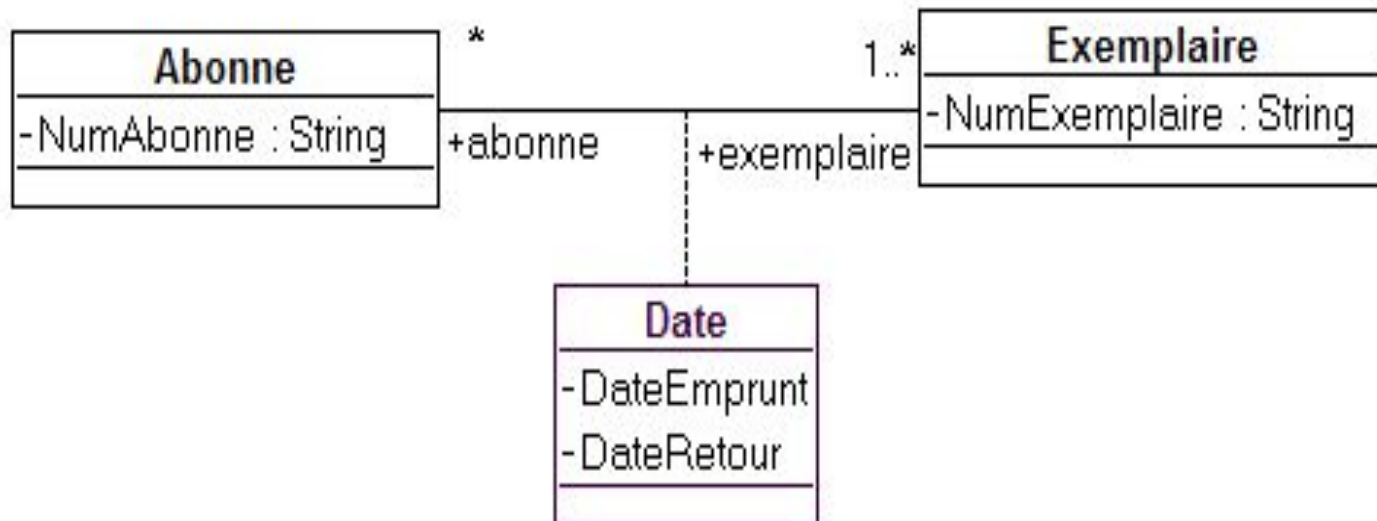 Abonne
-NumAbonne : String
*
+abonne
1..*
+exemplaire
Exemplaire
-NumExemplaire : String
Date
-DateEmprunt
-DateRetour